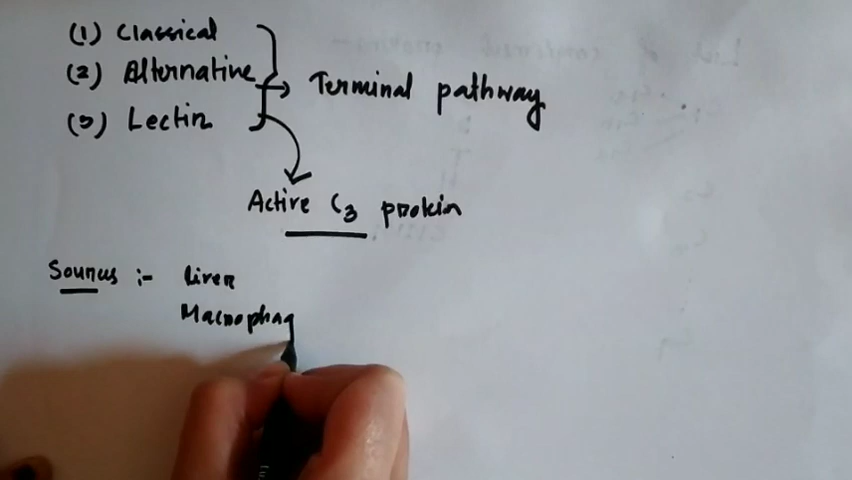 (1) Classical
(2) Alternative
(3) Lectin
Terminal pathway
Active C3 protein
Sources :- Liver
Macrophag